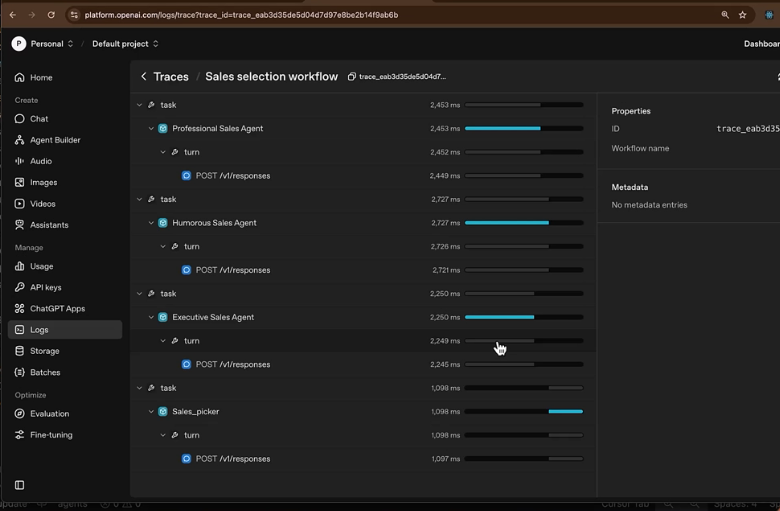 platform.openai.com/logs/trace?trace_id=trace_eab3d35de5d04d7d97e8be2b14f9ab6b
P Personal / Default project
Dashboar
Home
Create
Chat
Agent Builder
Audio
Images
Videos
Assistants
Manage
Usage
API keys
ChatGPT Apps
Logs
Storage
Batches
Optimize
Evaluation
Fine-tuning
Traces / Sales selection workflow trace_eab3d35de5d04d7...
task 2,453 ms
Professional Sales Agent 2,453 ms
turn 2,452 ms
POST /v1/responses 2,449 ms
task 2,727 ms
Humorous Sales Agent 2,727 ms
turn 2,726 ms
POST /v1/responses 2,721 ms
task 2,250 ms
Executive Sales Agent 2,250 ms
turn 2,249 ms
POST /v1/responses 2,245 ms
task 1,098 ms
Sales_picker 1,098 ms
turn 1,098 ms
POST /v1/responses 1,097 ms
Properties
ID trace_eab3d35
Workflow name
Metadata
No metadata entries
update agents
Cursor Tab
Spaces: 4